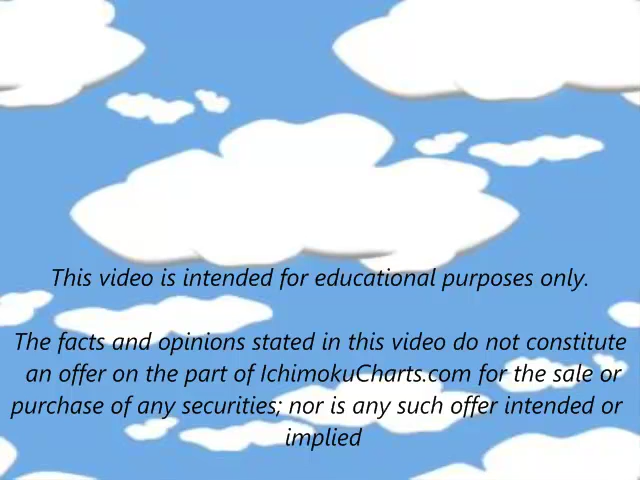 This video is intended for educational purposes only.
The facts and opinions stated in this video do not constitute
an offer on the part of IchimokuCharts.com for the sale or
purchase of any securities; nor is any such offer intended or
implied